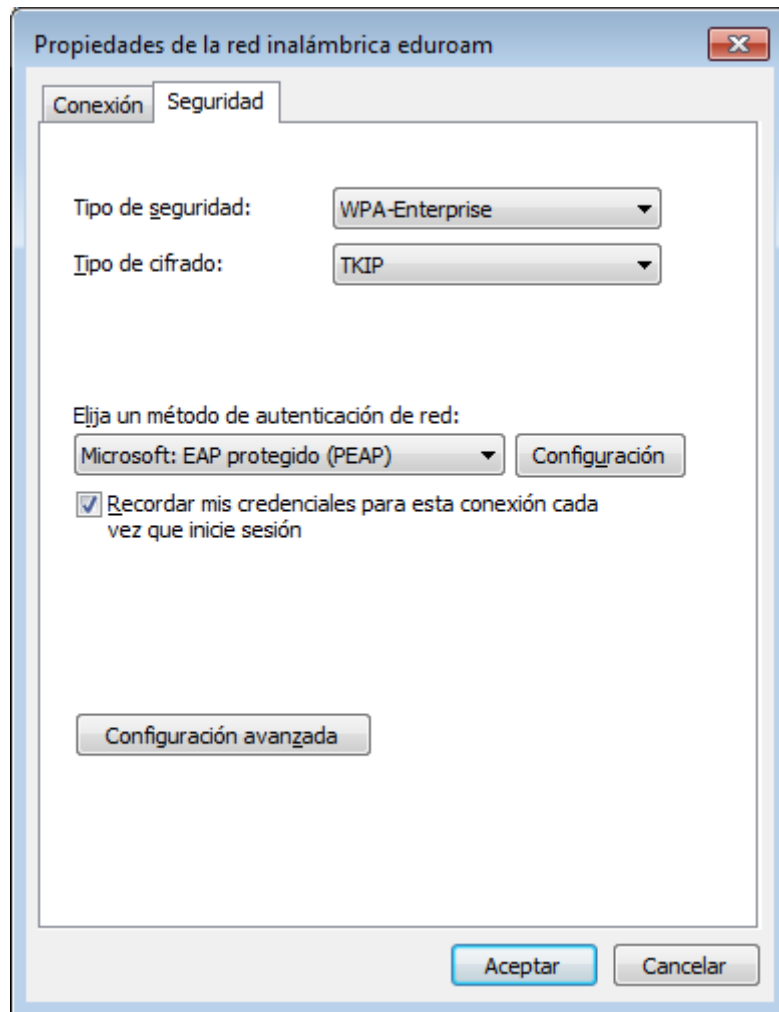 Propiedades de la red inalámbrica eduroam
Conexión
Seguridad
Tipo de seguridad:
WPA-Enterprise
Tipo de cifrado:
TKIP
Elija un método de autenticación de red:
Microsoft: EAP protegido (PEAP)
Configuración
Recordar mis credenciales para esta conexión cada
vez que inicie sesión
Configuración avanzada
Aceptar
Cancelar